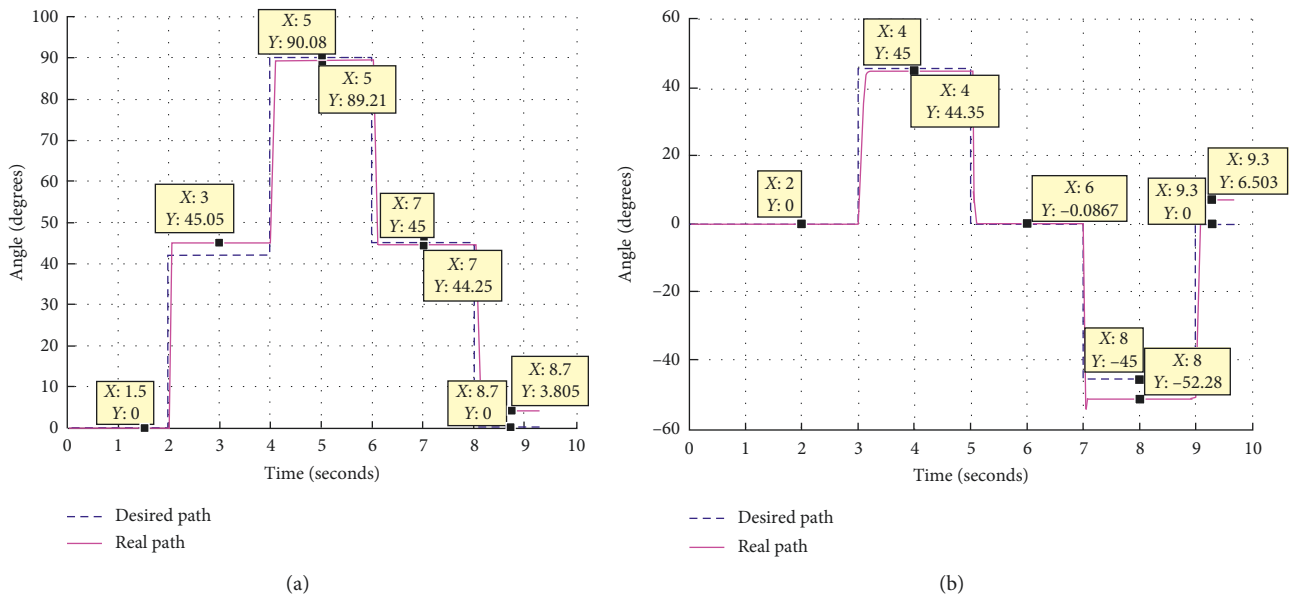 100
90
80
70
60
50
40
30
20
10
0
Angle (degrees)
X: 5
Y: 90.08
X: 5
Y: 89.21
X: 3
Y: 45.05
X: 7
Y: 45
X: 7
Y: 44.25
X: 1.5
Y: 0
X: 8.7
Y: 0
X: 8.7
Y: 3.805
0 1 2 3 4 5 6 7 8 9 10
Time (seconds)
Desired path
Real path
(a)
60
40
20
0
–20
–40
–60
Angle (degrees)
X: 4
Y: 45
X: 4
Y: 44.35
X: 2
Y: 0
X: 6
Y: –0.0867
X: 9.3
Y: 0
X: 9.3
Y: 6.503
X: 8
Y: –45
X: 8
Y: –52.28
0 1 2 3 4 5 6 7 8 9 10
Time (seconds)
Desired path
Real path
(b)